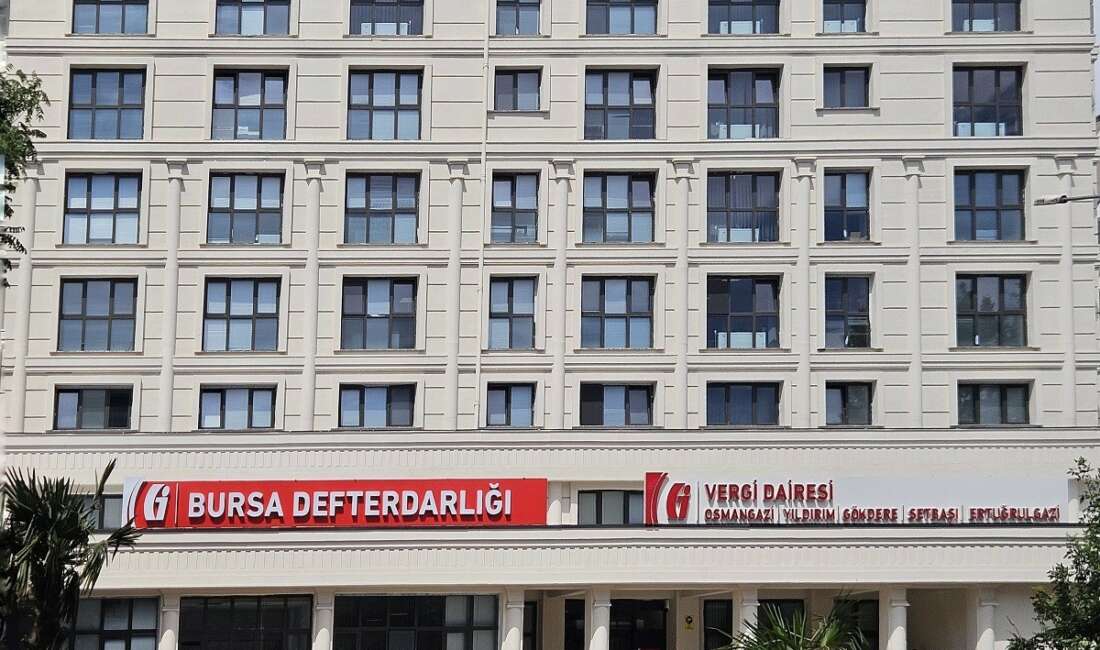 BURSA DEFTERDARLIĞI
VERGİ DAİRESİ
OSMANGAZİ | YILDIRIM | GÖKDERE | SETBAŞI | ERTUĞRULGAZİ